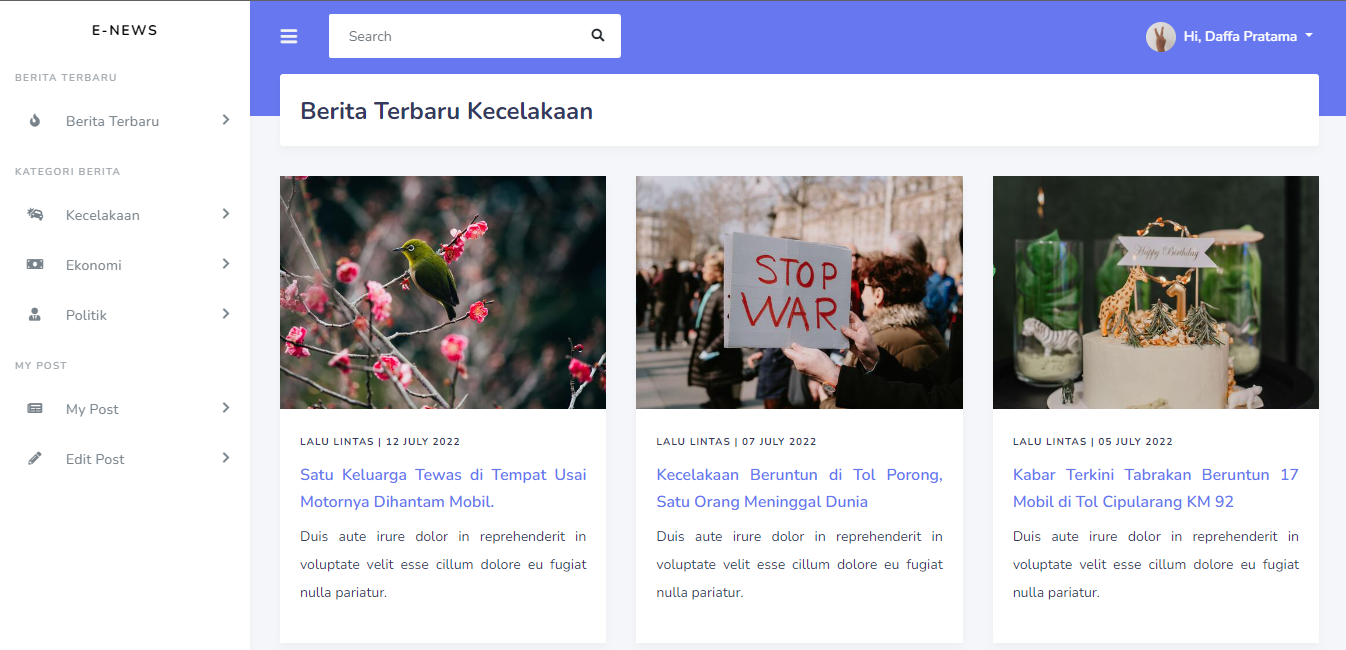 E-NEWS
Search
Hi, Daffa Pratama
BERITA TERBARU
Berita Terbaru
KATEGORI BERITA
Kecelakaan
Ekonomi
Politik
MY POST
My Post
Edit Post
Berita Terbaru Kecelakaan
LALU LINTAS | 12 JULY 2022
Satu Keluarga Tewas di Tempat Usai
Motornya Dihantam Mobil.
Duis aute irure dolor in reprehenderit in
voluptate velit esse cillum dolore eu fugiat
nulla pariatur.
STOP
WAR
LALU LINTAS | 07 JULY 2022
Kecelakaan Beruntun di Tol Porong,
Satu Orang Meninggal Dunia
Duis aute irure dolor in reprehenderit in
voluptate velit esse cillum dolore eu fugiat
nulla pariatur.
Happy Birthday
1
LALU LINTAS | 05 JULY 2022
Kabar Terkini Tabrakan Beruntun 17
Mobil di Tol Cipularang KM 92
Duis aute irure dolor in reprehenderit in
voluptate velit esse cillum dolore eu fugiat
nulla pariatur.